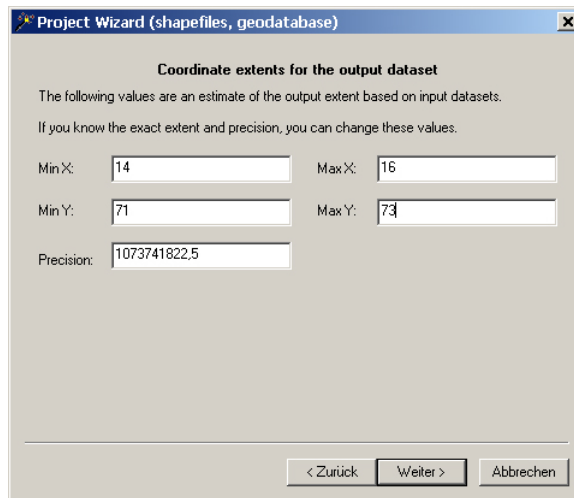 Project Wizard (shapefiles, geodatabase)
Coordinate extents for the output dataset
The following values are an estimate of the output extent based on input datasets.
If you know the exact extent and precision, you can change these values.
Min X: 14 Max X: 16
Min Y: 71 Max Y: 73
Precision: 1073741822,5
< Zurück Weiter > Abbrechen